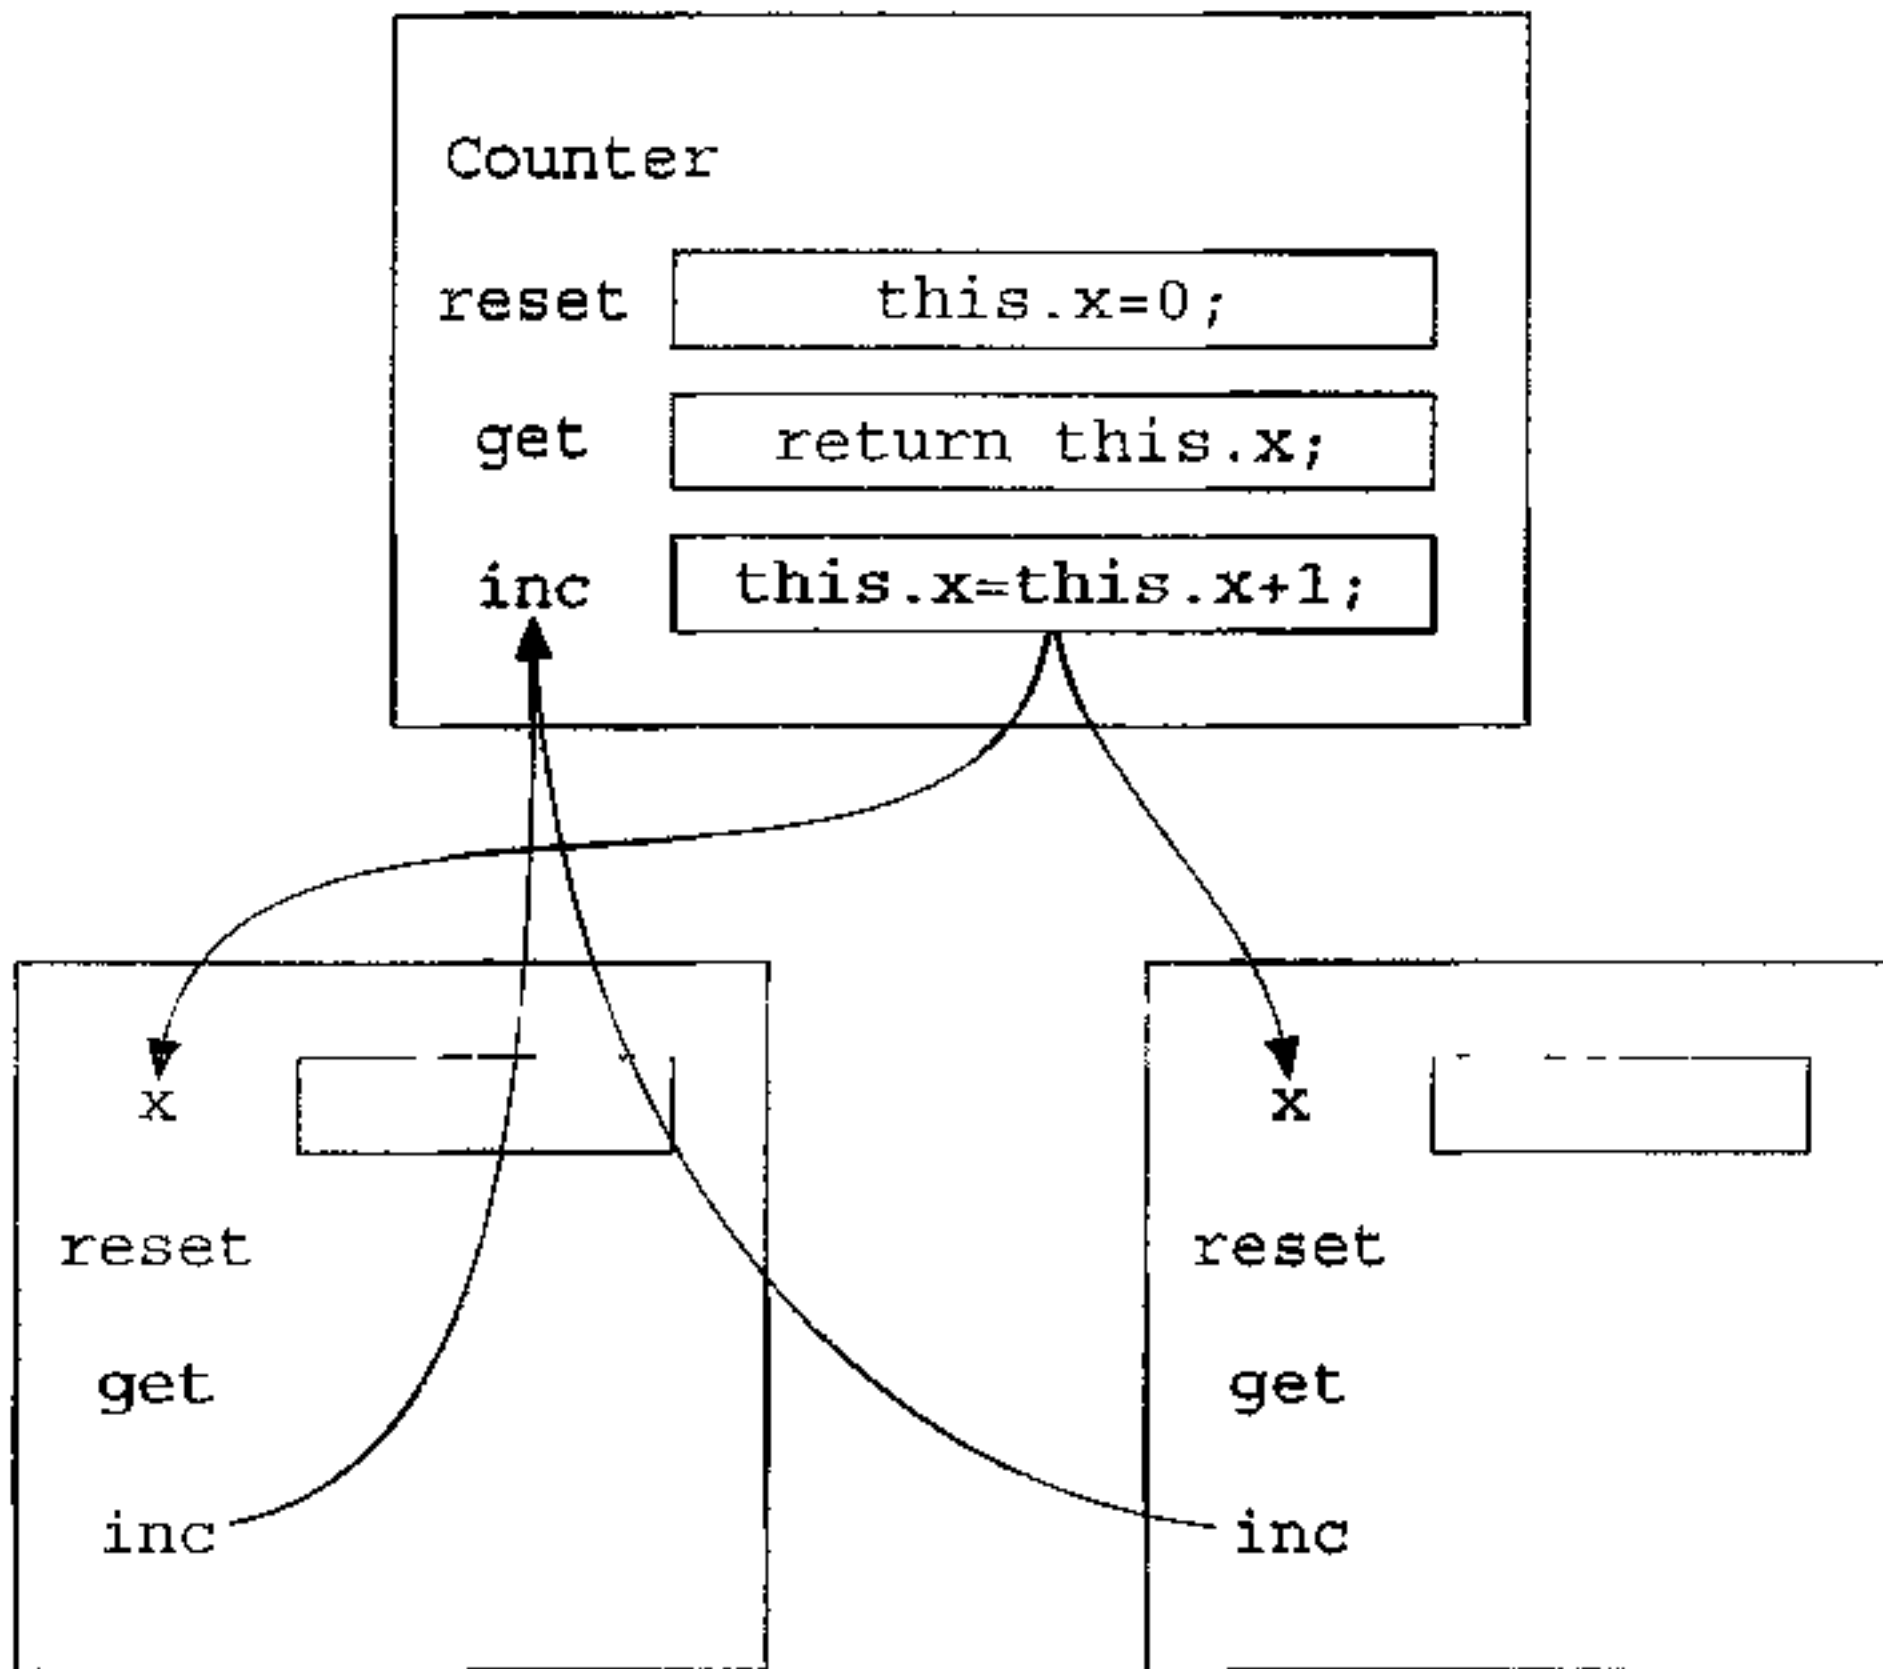 Counter
reset this.x=0;
get return this.x;
inc this.x=this.x+1;
x
reset
get
inc
x
reset
get
inc